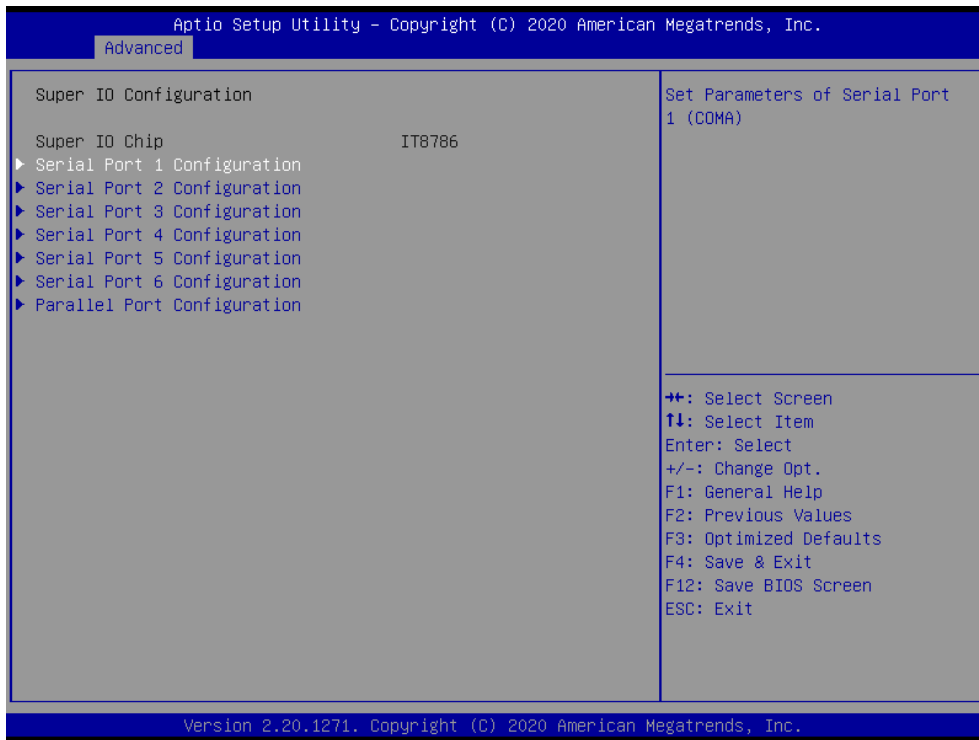 Aptio Setup Utility – Copyright (C) 2020 American Megatrends, Inc.
Advanced
Super IO Configuration
Super IO Chip IT8786
Serial Port 1 Configuration
Serial Port 2 Configuration
Serial Port 3 Configuration
Serial Port 4 Configuration
Serial Port 5 Configuration
Serial Port 6 Configuration
Parallel Port Configuration
Set Parameters of Serial Port
1 (COMA)
→←: Select Screen
↑↓: Select Item
Enter: Select
+/-: Change Opt.
F1: General Help
F2: Previous Values
F3: Optimized Defaults
F4: Save & Exit
F12: Save BIOS Screen
ESC: Exit
Version 2.20.1271. Copyright (C) 2020 American Megatrends, Inc.